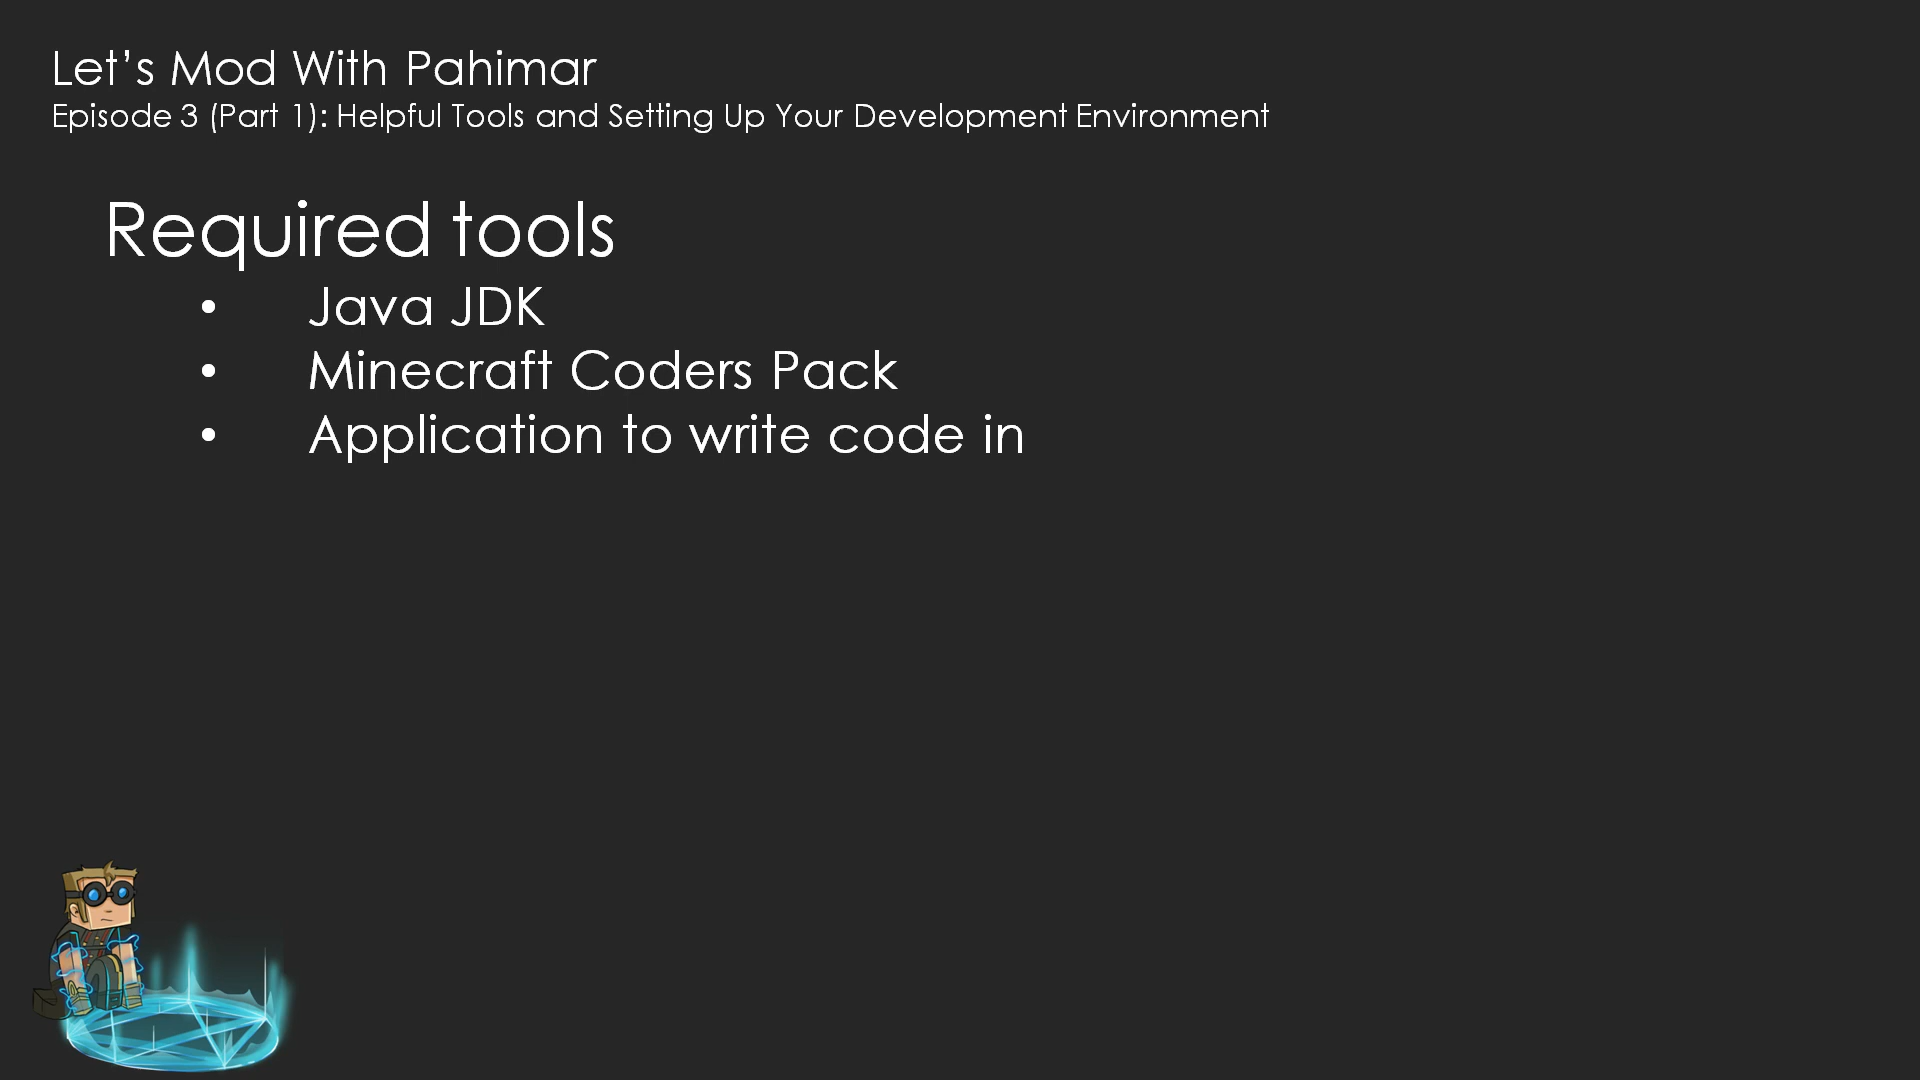 Let’s Mod With Pahimar
Episode 3 (Part 1): Helpful Tools and Setting Up Your Development Environment
Required tools
• Java JDK
• Minecraft Coders Pack
• Application to write code in